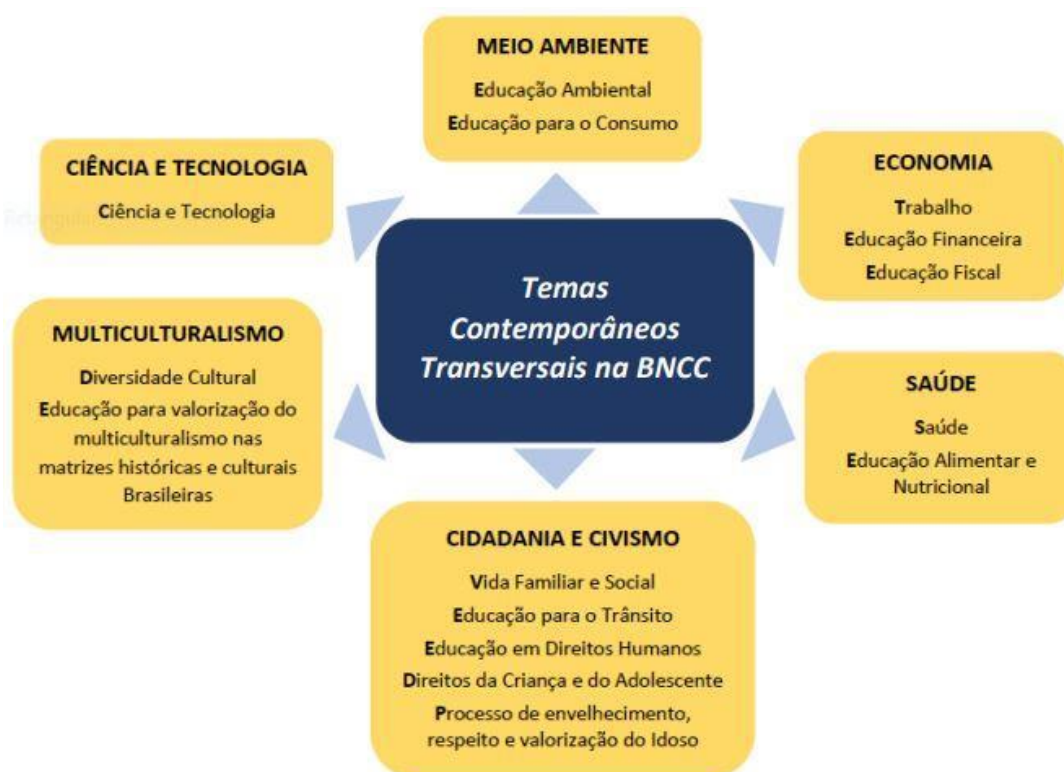 MEIO AMBIENTE
Educação Ambiental
Educação para o Consumo
CIÊNCIA E TECNOLOGIA
Ciência e Tecnologia
ECONOMIA
Trabalho
Educação Financeira
Educação Fiscal
Temas
Contemporâneos
Transversais na BNCC
MULTICULTURALISMO
Diversidade Cultural
Educação para valorização do
multiculturalismo nas
matrizes históricas e culturais
Brasileiras
SAÚDE
Saúde
Educação Alimentar e
Nutricional
CIDADANIA E CIVISMO
Vida Familiar e Social
Educação para o Trânsito
Educação em Direitos Humanos
Direitos da Criança e do Adolescente
Processo de envelhecimento,
respeito e valorização do Idoso